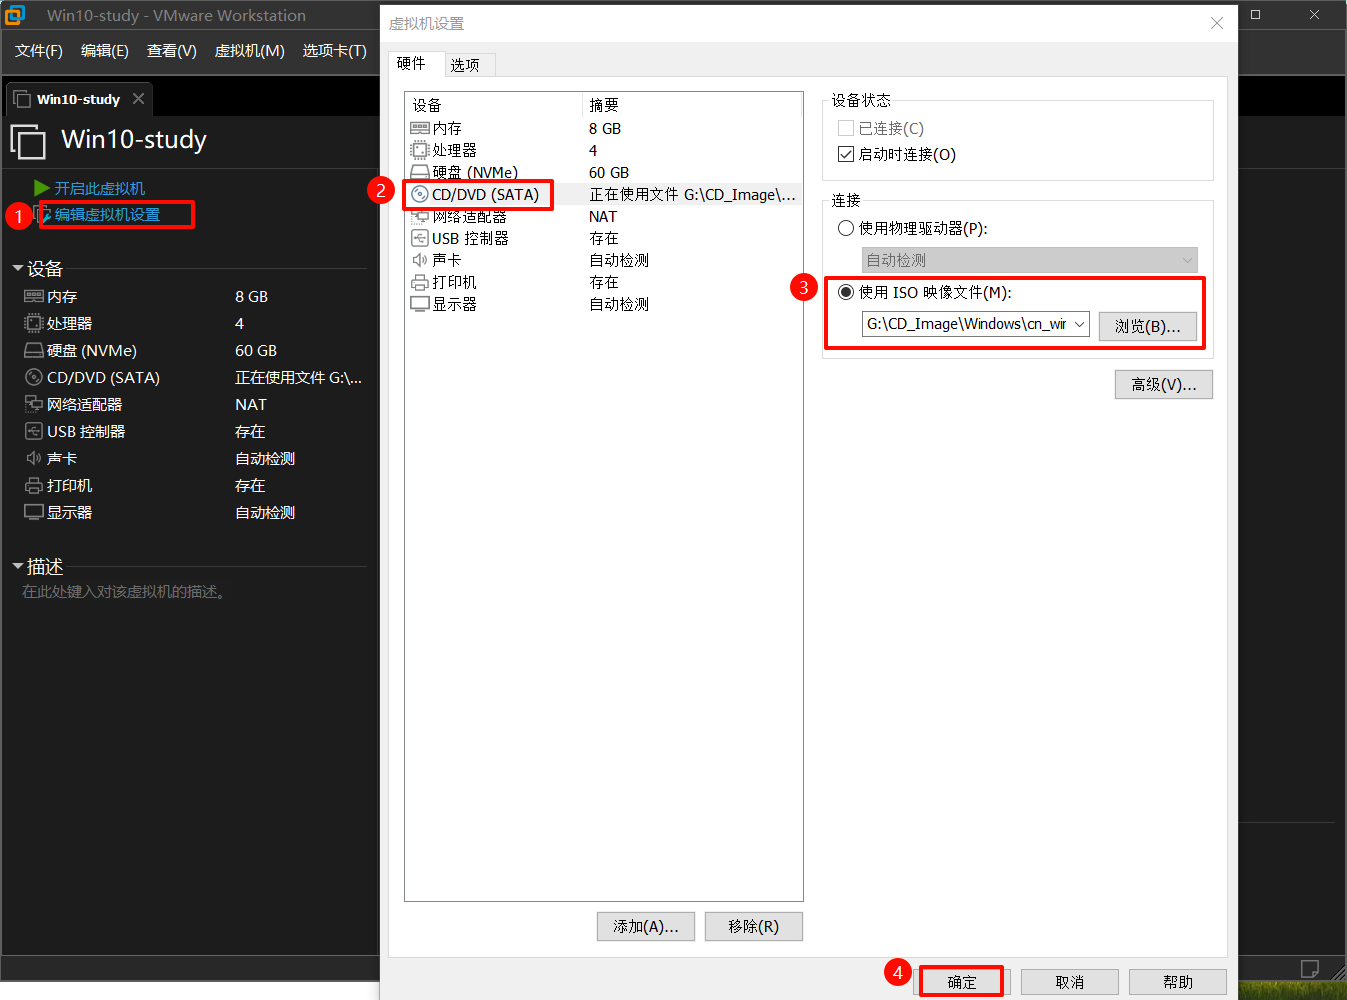 Win10-study - VMware Workstation
文件(F) 编辑(E) 查看(V) 虚拟机(M) 选项卡(T)
Win10-study
Win10-study
开启此虚拟机
1 编辑虚拟机设置
设备
内存 8 GB
处理器 4
硬盘 (NVMe) 60 GB
CD/DVD (SATA) 正在使用文件 G:\...
网络适配器 NAT
USB 控制器 存在
声卡 自动检测
打印机 存在
显示器 自动检测
描述
在此处键入对该虚拟机的描述。
虚拟机设置
硬件 选项
设备 摘要
内存 8 GB
处理器 4
硬盘 (NVMe) 60 GB
2 CD/DVD (SATA) 正在使用文件 G:\CD_Image\...
网络适配器 NAT
USB 控制器 存在
声卡 自动检测
打印机 存在
显示器 自动检测
添加(A)... 移除(R)
设备状态
已连接(C)
启动时连接(O)
连接
使用物理驱动器(P):
自动检测
3 使用 ISO 映像文件(M):
G:\CD_Image\Windows\cn_wir 浏览(B)...
高级(V)...
4 确定 取消 帮助